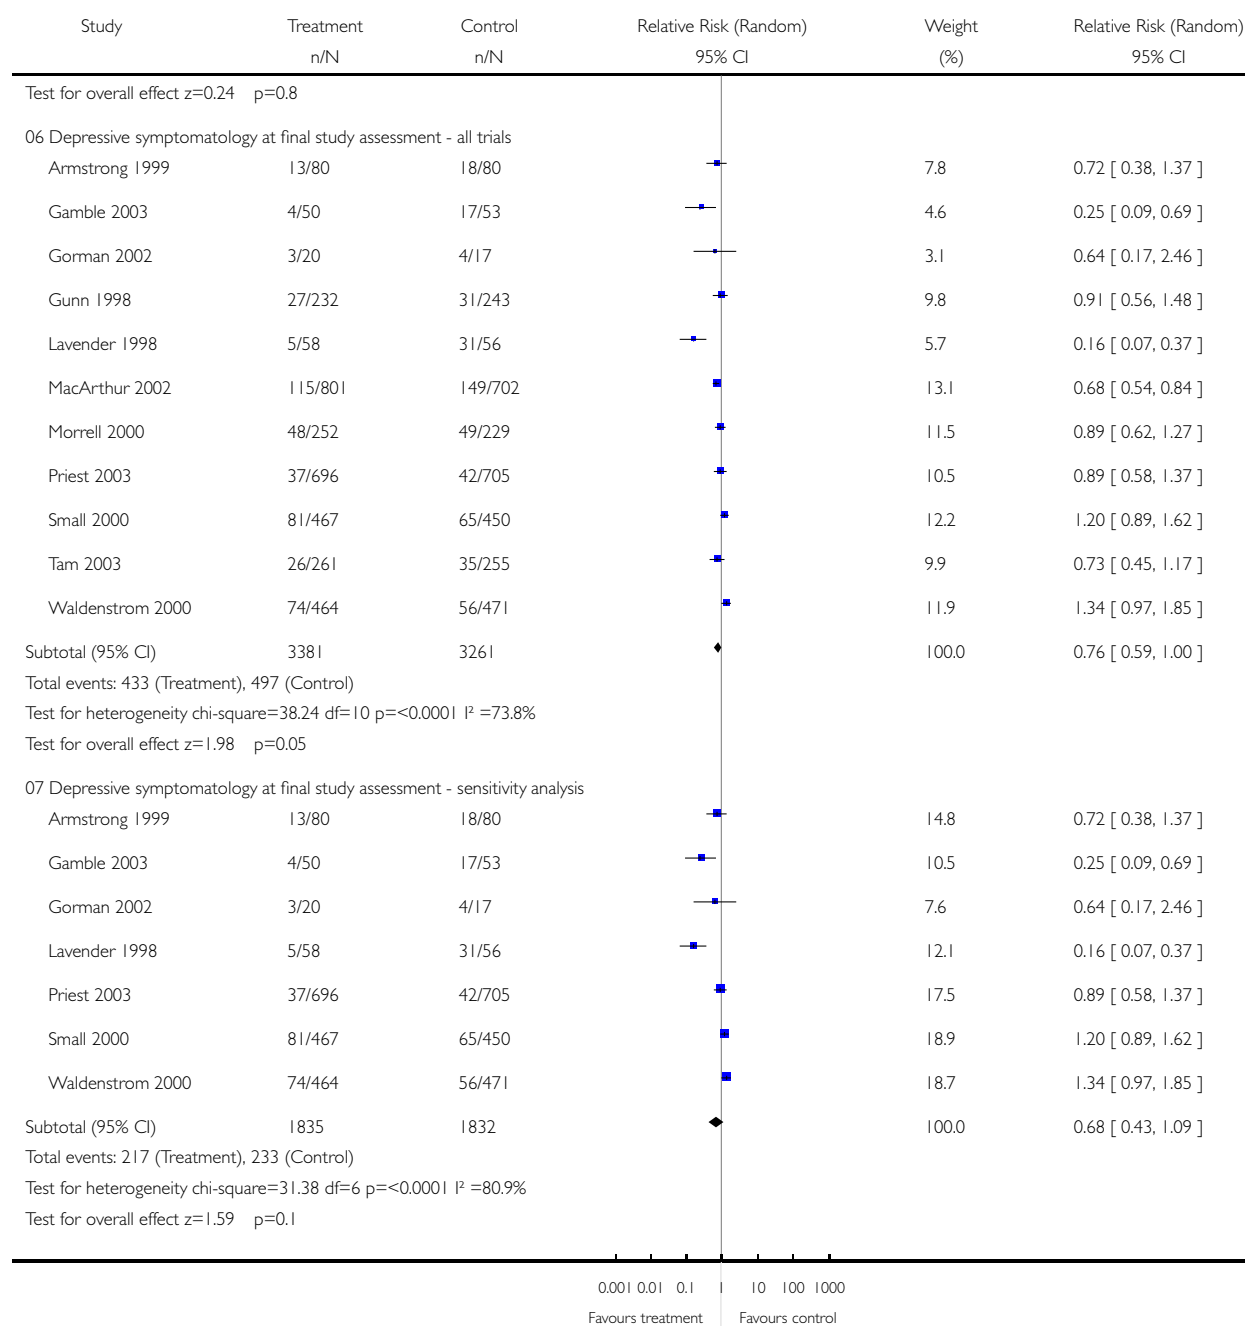 Study Treatment Control Relative Risk (Random) Weight Relative Risk (Random)
n/N n/N 95% CI (%) 95% CI
Test for overall effect z=0.24 p=0.8
06 Depressive symptomatology at final study assessment - all trials
Armstrong 1999 13/80 18/80 7.8 0.72 [ 0.38, 1.37 ]
Gamble 2003 4/50 17/53 4.6 0.25 [ 0.09, 0.69 ]
Gorman 2002 3/20 4/17 3.1 0.64 [ 0.17, 2.46 ]
Gunn 1998 27/232 31/243 9.8 0.91 [ 0.56, 1.48 ]
Lavender 1998 5/58 31/56 5.7 0.16 [ 0.07, 0.37 ]
MacArthur 2002 115/801 149/702 13.1 0.68 [ 0.54, 0.84 ]
Morrell 2000 48/252 49/229 11.5 0.89 [ 0.62, 1.27 ]
Priest 2003 37/696 42/705 10.5 0.89 [ 0.58, 1.37 ]
Small 2000 81/467 65/450 12.2 1.20 [ 0.89, 1.62 ]
Tam 2003 26/261 35/255 9.9 0.73 [ 0.45, 1.17 ]
Waldenstrom 2000 74/464 56/471 11.9 1.34 [ 0.97, 1.85 ]
Subtotal (95% CI) 3381 3261 100.0 0.76 [ 0.59, 1.00 ]
Total events: 433 (Treatment), 497 (Control)
Test for heterogeneity chi-square=38.24 df=10 p=<0.0001 I² =73.8%
Test for overall effect z=1.98 p=0.05
07 Depressive symptomatology at final study assessment - sensitivity analysis
Armstrong 1999 13/80 18/80 14.8 0.72 [ 0.38, 1.37 ]
Gamble 2003 4/50 17/53 10.5 0.25 [ 0.09, 0.69 ]
Gorman 2002 3/20 4/17 7.6 0.64 [ 0.17, 2.46 ]
Lavender 1998 5/58 31/56 12.1 0.16 [ 0.07, 0.37 ]
Priest 2003 37/696 42/705 17.5 0.89 [ 0.58, 1.37 ]
Small 2000 81/467 65/450 18.9 1.20 [ 0.89, 1.62 ]
Waldenstrom 2000 74/464 56/471 18.7 1.34 [ 0.97, 1.85 ]
Subtotal (95% CI) 1835 1832 100.0 0.68 [ 0.43, 1.09 ]
Total events: 217 (Treatment), 233 (Control)
Test for heterogeneity chi-square=31.38 df=6 p=<0.0001 I² =80.9%
Test for overall effect z=1.59 p=0.1
0.001 0.01 0.1 1 10 100 1000
Favours treatment Favours control